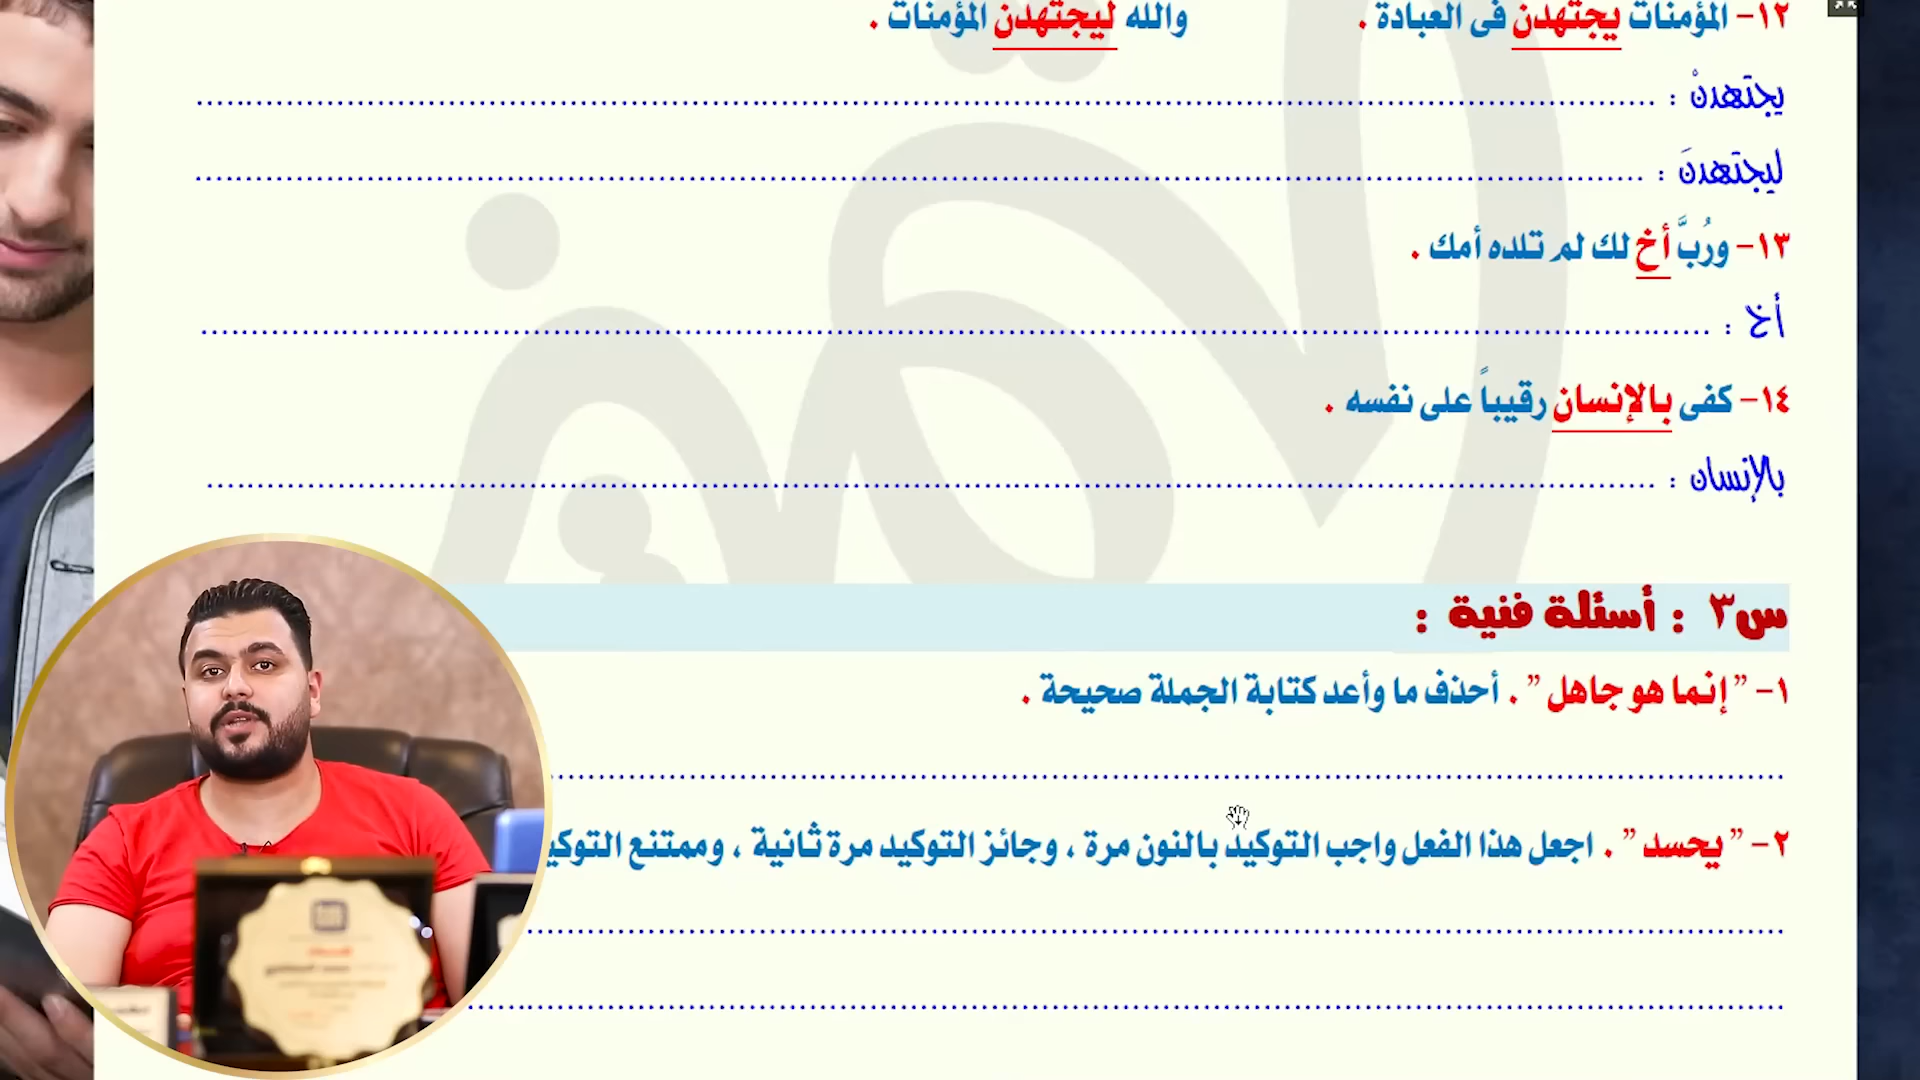 ١٢- المؤمنات يجتهدن فى العبادة . والله ليجتهدن المؤمنات .
يجتهدنْ : ................
ليجتهدنَ : ................
١٣- ورُبَّ أخ لك لم تلده أمك .
أخ : ................
١٤- كفى بالإنسان رقيباً على نفسه .
بالإنسان : ................
س٣ : أسئلة فنية :
١- ” إنما هو جاهل ” . أحذف ما وأعد كتابة الجملة صحيحة .
٢- ” يحسد ” . اجعل هذا الفعل واجب التوكيد بالنون مرة ، وجائز التوكيد مرة ثانية ، وممتنع التوكي